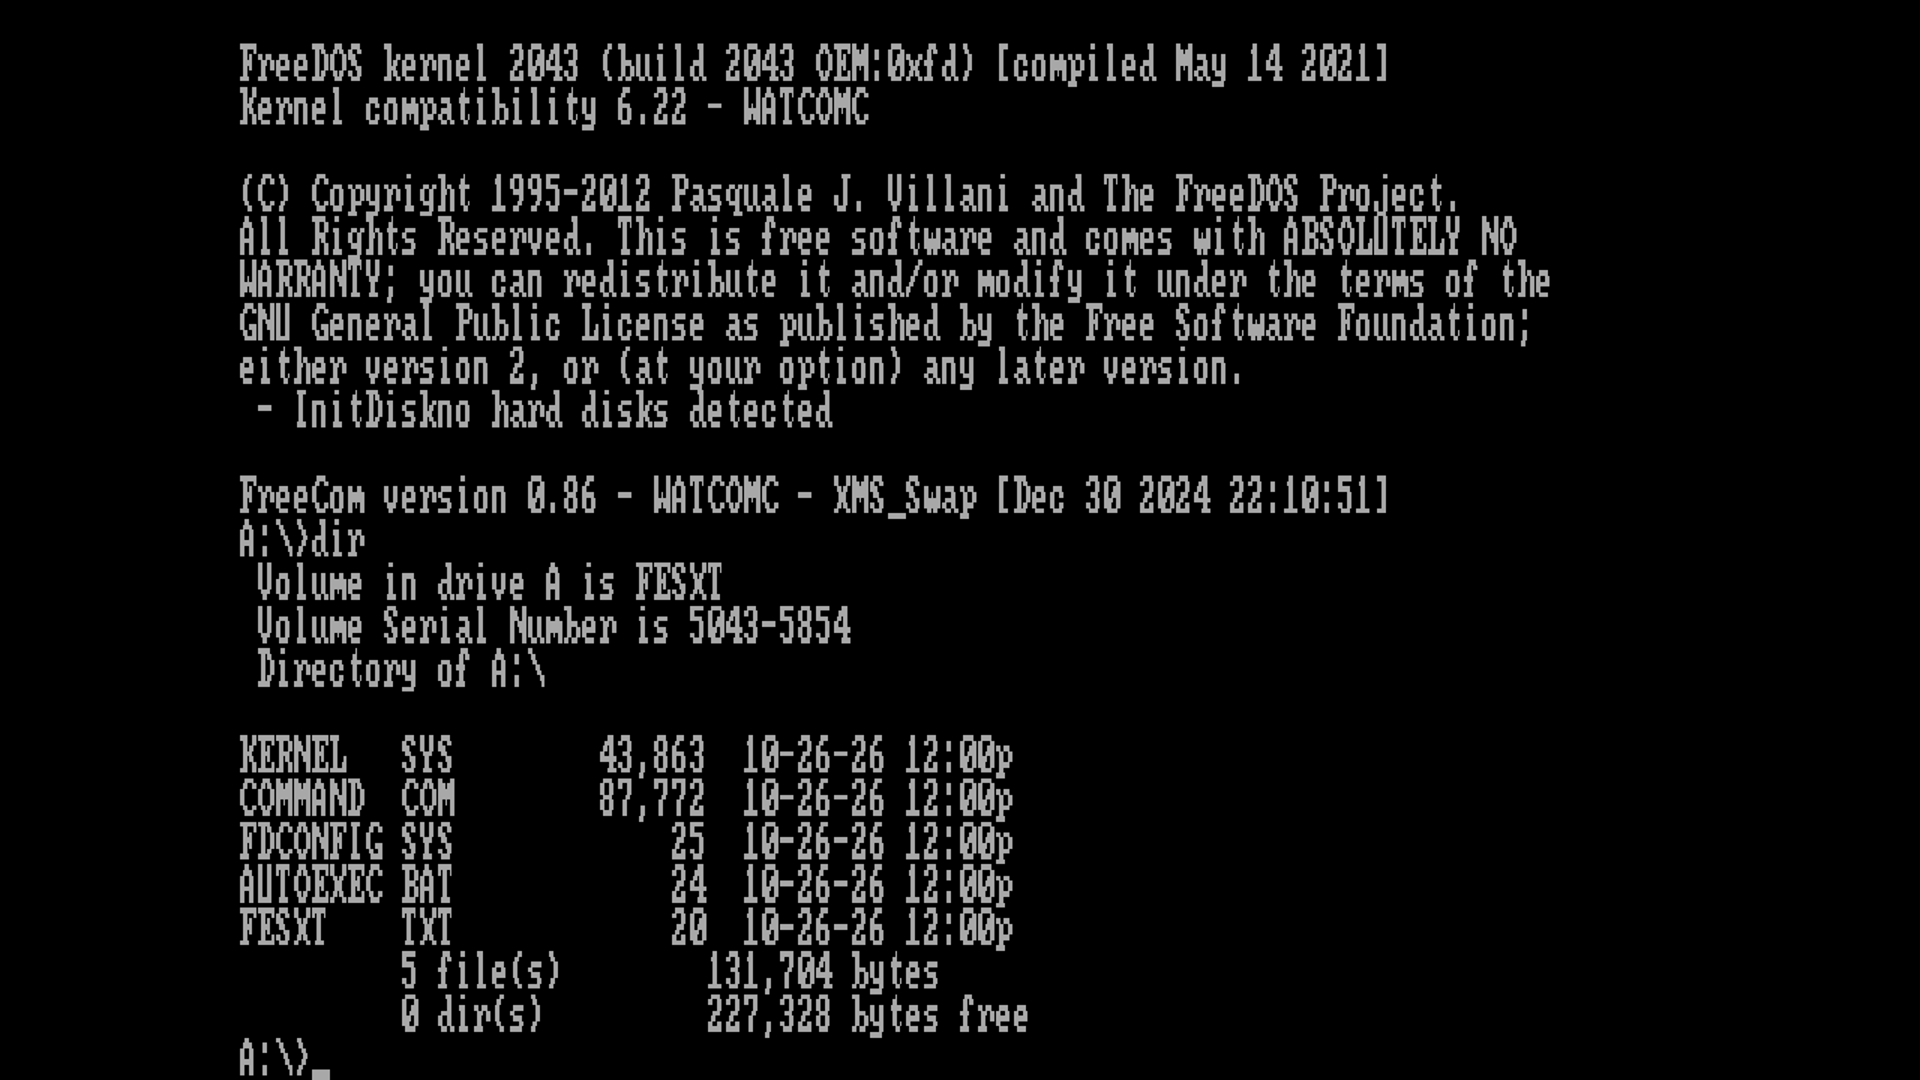 FreeDOS kernel 2043 (build 2043 OEM:0xfd) [compiled May 14 2021]
Kernel compatibility 6.22 - WATCOMC
(C) Copyright 1995-2012 Pasquale J. Villani and The FreeDOS Project.
All Rights Reserved. This is free software and comes with ABSOLUTELY NO
WARRANTY; you can redistribute it and/or modify it under the terms of the
GNU General Public License as published by the Free Software Foundation;
either version 2, or (at your option) any later version.
 - InitDiskno hard disks detected
FreeCom version 0.86 - WATCOMC - XMS_Swap [Dec 30 2024 22:10:51]
A:\>dir
 Volume in drive A is FESXT
 Volume Serial Number is 5043-5854
 Directory of A:\
KERNEL   SYS        43,863  10-26-26 12:00p
COMMAND  COM        87,772  10-26-26 12:00p
FDCONFIG SYS            25  10-26-26 12:00p
AUTOEXEC BAT            24  10-26-26 12:00p
FESXT    TXT            20  10-26-26 12:00p
         5 file(s)        131,704 bytes
         0 dir(s)         227,328 bytes free
A:\>_